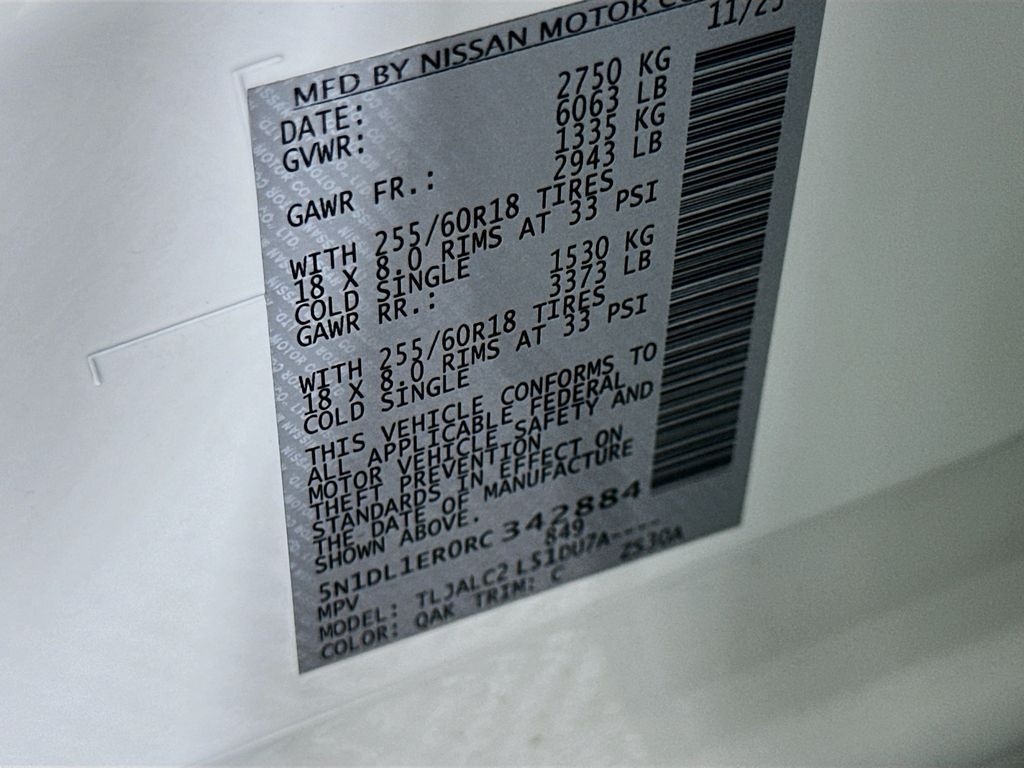 MFD BY NISSAN MOTOR CO
DATE: 11/23
GVWR: 2750 KG
6063 LB
GAWR FR.: 1335 KG
2943 LB
WITH 255/60R18 TIRES
18 X 8.0 RIMS AT 33 PSI
COLD SINGLE
GAWR RR.: 1530 KG
3373 LB
WITH 255/60R18 TIRES
18 X 8.0 RIMS AT 33 PSI
COLD SINGLE
THIS VEHICLE CONFORMS TO
ALL APPLICABLE FEDERAL
MOTOR VEHICLE SAFETY AND
THEFT PREVENTION
STANDARDS IN EFFECT ON
THE DATE OF MANUFACTURE
SHOWN ABOVE.
5N1DL1ER0RC 342884
MPV 849
MODEL: TLJALC2 LS1DU7A----
COLOR: QAK TRIM: C ZS30A